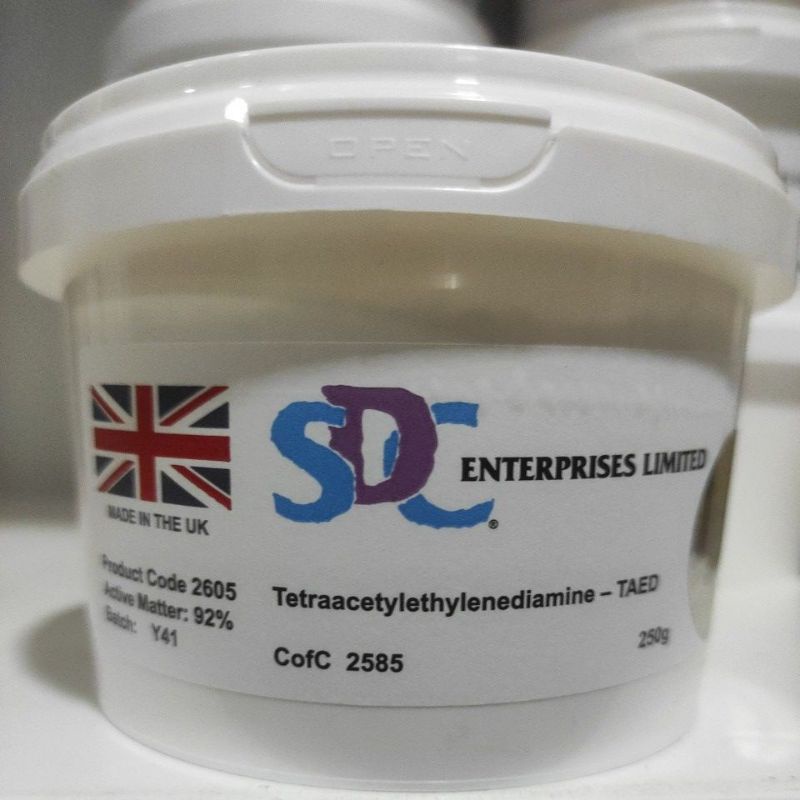 OPEN
SDC
ENTERPRISES LIMITED
®
MADE IN THE UK
Product Code 2605
Active Matter: 92%
Batch: Y41
Tetraacetylethylenediamine – TAED
250g
CofC 2585